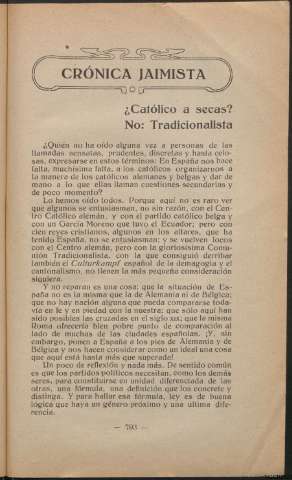 CRÓNICA JAIMISTA
¿Católico a secas?
No: Tradicionalista
¿Quién no ha oído alguna vez a personas de las
llamadas sensatas, prudentes, discretas y hasta celo-
sas, expresarse en estos términos: En España nos hace
falta, muchísima falta, a los católicos organizarnos á
la manera de los católicos alemanes y belgas y dar de
mano a lo que ellas llaman cuestiones secundarias y
de poco momento?
Lo hemos oído todos. Porque aquí no es raro ver
que algunos se entusiasman, no sin razón, con el Cen-
tro Católico alemán, y con el partido católico belga y
con un García Moreno que tuvo el Ecuador; pero con
cien reyes cristianos, algunos en los altares, que ha
tenido España, no se entusiasman; y se vuelven locos
con el Centro alemán, pero con la gloriosísima Comu-
nión Tradicionalista, con la que consiguió derribar
también el Culturkampf español de la demagogia y el
cantonalismo, no tienen la más pequeña consideración
siquiera.
Y no reparan es una cosa: que la situación de Es-
paña no es la misma que la de Alemania ni de Bélgica;
que no hay nación alguna que pueda compararse toda-
vía en fe y en piedad con la nuestra; que sólo aquí han
sido posibles las cruzadas en el siglo XIX; que la misma
Roma ofrecería bien pobre punto de comparación al
lado de muchas de las ciudades españolas. ¡Y, sin
embargo, ponen a España a los pies de Alemania y de
Bélgica y nos hacen considerar como un ideal una cosa
que aquí está hasta más que superada!
Un poco de reflexión y nada más. De sentido común
es que los partidos políticos necesitan, como los demás
seres, para constituirse en unidad diferenciada de las
otras, una fórmula, una definición que los concrete y
distinga. Y para hallar esa fórmula, ley es de buena
lógica que haya un género próximo y una última dife-
rencia.
— 793 —